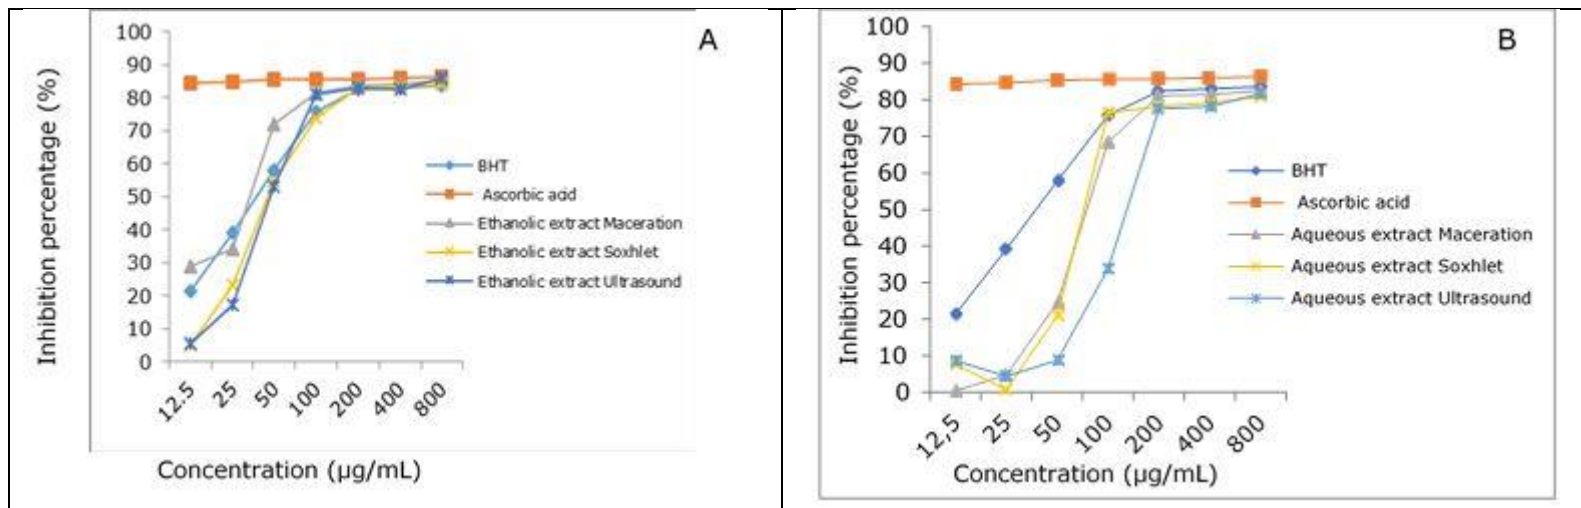 A
Inhibition percentage (%)
100
90
80
70
60
50
40
30
20
10
0
12.5
25
50
100
200
400
800
Concentration (µg/mL)
BHT
Ascorbic acid
Ethanolic extract Maceration
Ethanolic extract Soxhlet
Ethanolic extract Ultrasound
B
Inhibition percentage (%)
100
90
80
70
60
50
40
30
20
10
0
12,5
25
50
100
200
400
800
Concentration (µg/mL)
BHT
Ascorbic acid
Aqueous extract Maceration
Aqueous extract Soxhlet
Aqueous extract Ultrasound